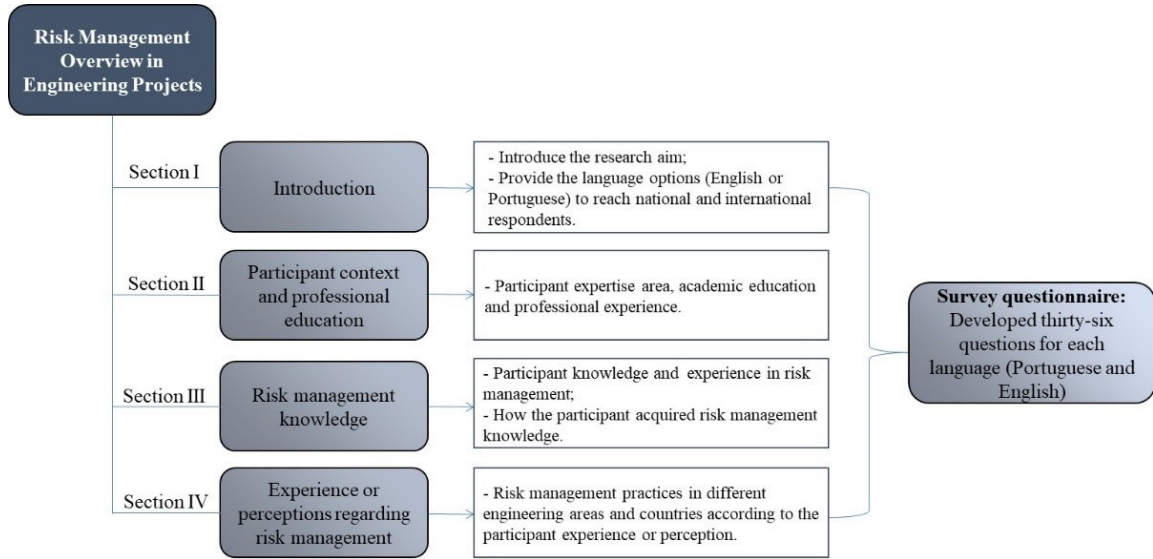 Risk Management
Overview in
Engineering Projects
Section I
Introduction
- Introduce the research aim;
- Provide the language options (English or
Portuguese) to reach national and international
respondents.
Section II
Participant context
and professional
education
- Participant expertise area, academic education
and professional experience.
Section III
Risk management
knowledge
- Participant knowledge and experience in risk
management;
- How the participant acquired risk management
knowledge.
Section IV
Experience or
perceptions regarding
risk management
- Risk management practices in different
engineering areas and countries according to the
participant experience or perception.
Survey questionnaire:
Developed thirty-six
questions for each
language (Portuguese and
English)